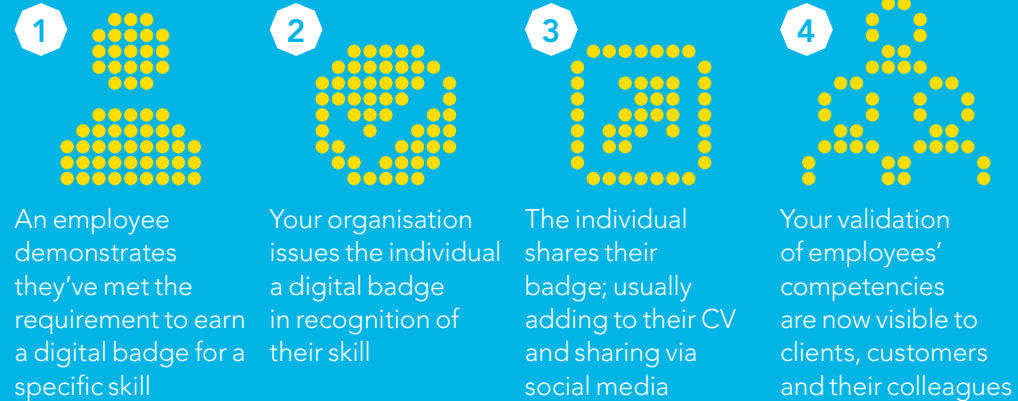 1
An employee
demonstrates
they've met the
requirement to earn
a digital badge for a
specific skill
2
Your organisation
issues the individual
a digital badge
in recognition of
their skill
3
The individual
shares their
badge; usually
adding to their CV
and sharing via
social media
4
Your validation
of employees'
competencies
are now visible to
clients, customers
and their colleagues